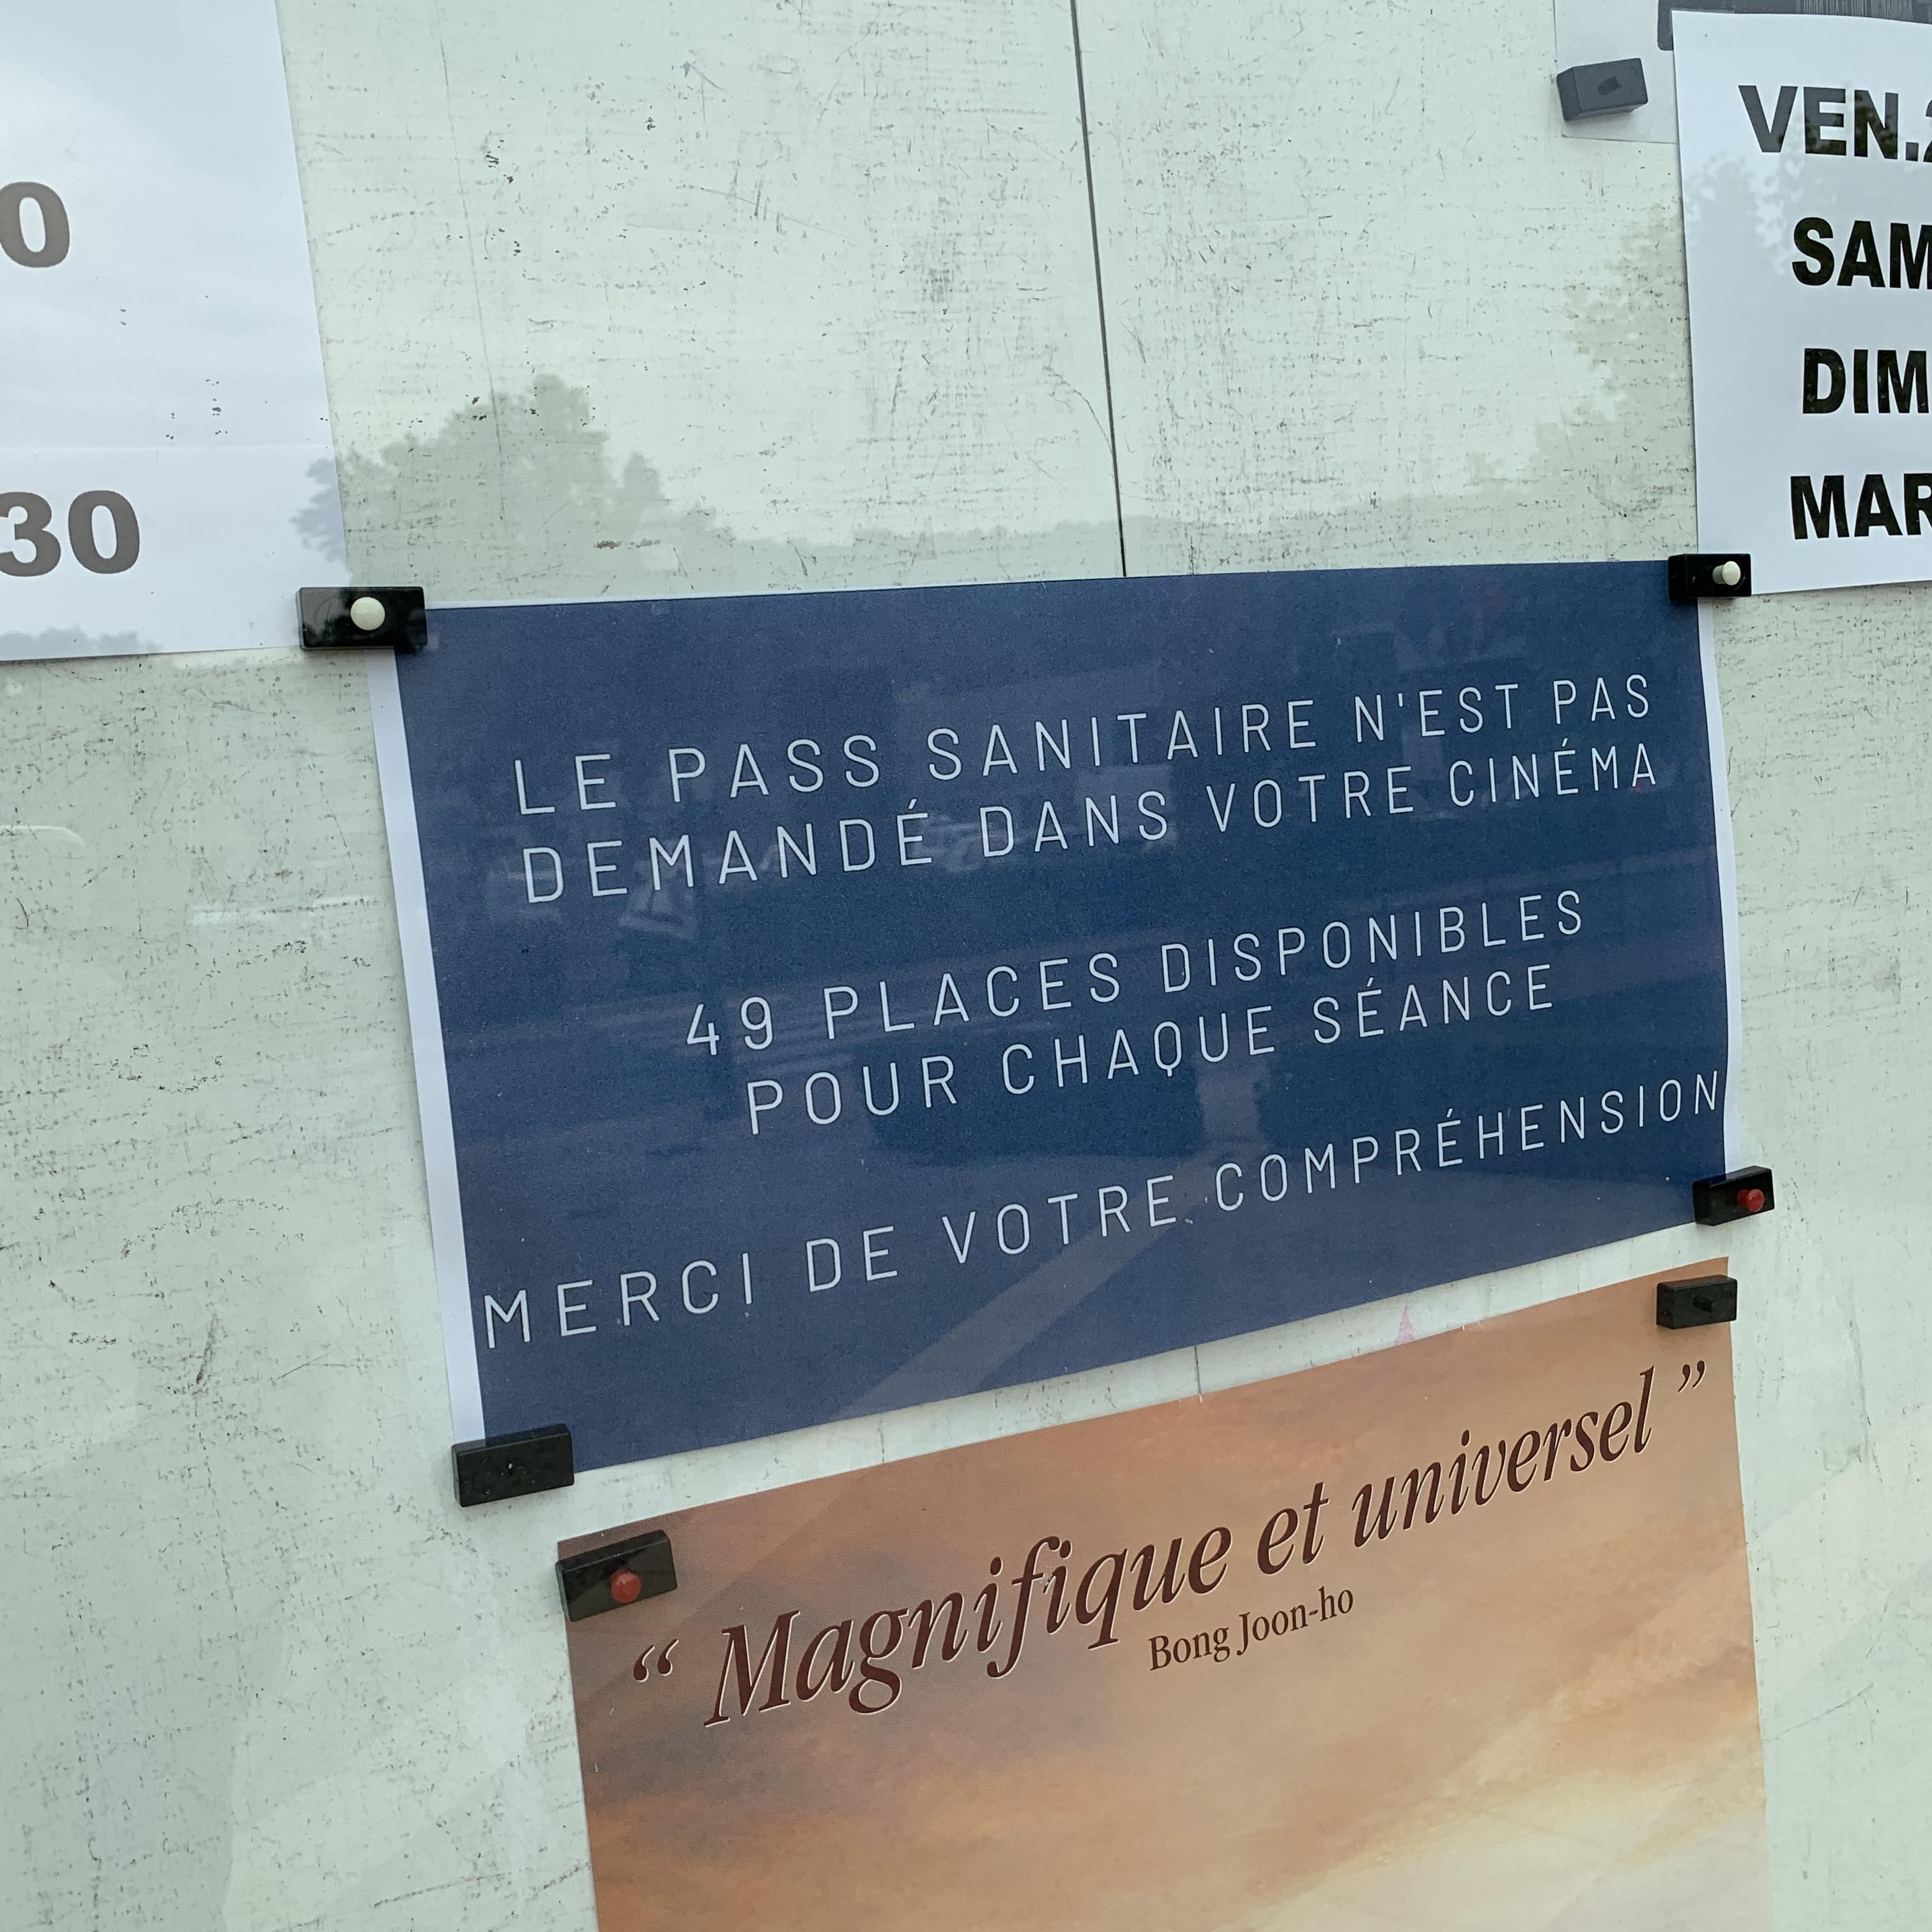 0
30
VEN.
SAM
DIM
MAR
LE PASS SANITAIRE N'EST PAS
DEMANDÉ DANS VOTRE CINÉMA
49 PLACES DISPONIBLES
POUR CHAQUE SÉANCE
MERCI DE VOTRE COMPRÉHENSION
“ Magnifique et universel ”
Bong Joon-ho